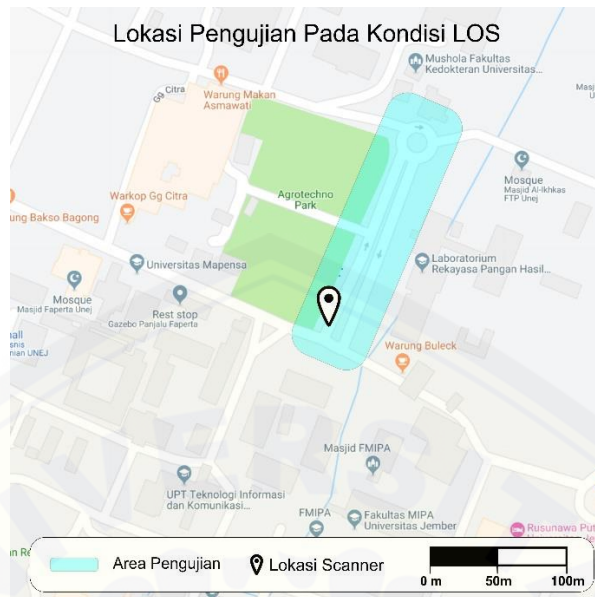 Lokasi Pengujian Pada Kondisi LOS
Mushola Fakultas
Kedokteran Universitas...
Warung Makan
Asmawati
Gg Citra
Mosque
Masjid Al-Ikhkas
FTP Unej
Agrotechno
Park
Warkop Gg Citra
ung Bakso Bagong
Universitas Mapensa
Laboratorium
Rekayasa Pangan Hasil...
Mosque
Masjid Faperta Unej
Rest stop
Gazebo Panjalu Faperta
Warung Buleck
Masjid FMIPA
UPT Teknologi Informasi
dan Komunikasi...
FMIPA
Fakultas MIPA
Universitas Jember
Rusunawa Put
Area Pengujian
Lokasi Scanner
0 m
50m
100m